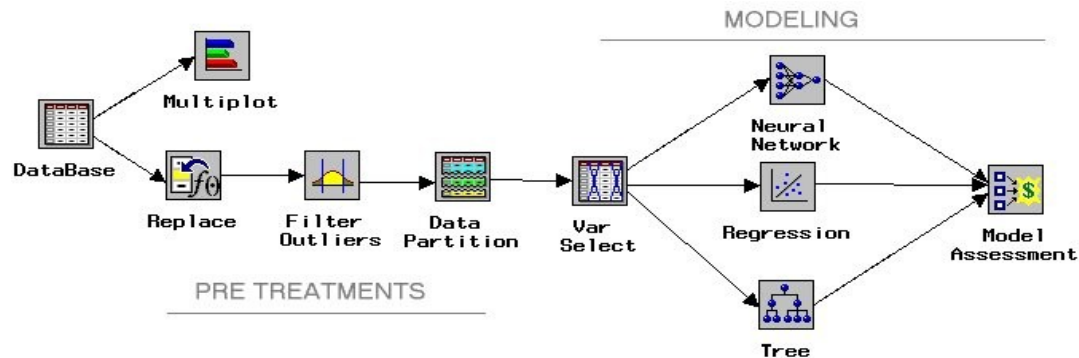 MODELING
Multiplot
DataBase
Replace
Filter
Outliers
Data
Partition
Var
Select
Neural
Network
Regression
Tree
Model
Assessment
PRE TREATMENTS